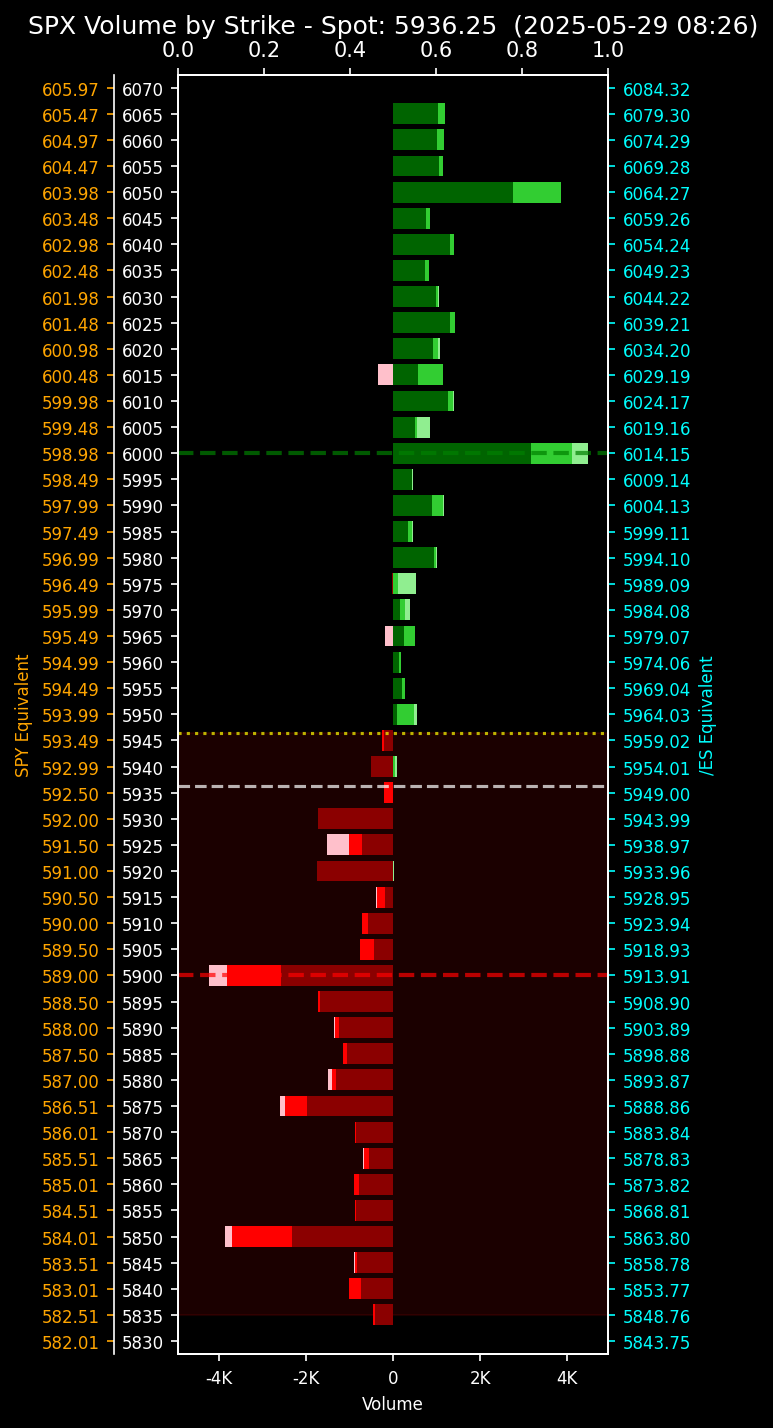 SPX Volume by Strike - Spot: 5936.25 (2025-05-29 08:26)
0.0 0.2 0.4 0.6 0.8 1.0
605.97 6070 6084.32
605.47 6065 6079.30
604.97 6060 6074.29
604.47 6055 6069.28
603.98 6050 6064.27
603.48 6045 6059.26
602.98 6040 6054.24
602.48 6035 6049.23
601.98 6030 6044.22
601.48 6025 6039.21
600.98 6020 6034.20
600.48 6015 6029.19
599.98 6010 6024.17
599.48 6005 6019.16
598.98 6000 6014.15
598.49 5995 6009.14
597.99 5990 6004.13
597.49 5985 5999.11
596.99 5980 5994.10
596.49 5975 5989.09
595.99 5970 5984.08
595.49 5965 5979.07
594.99 5960 5974.06
594.49 5955 5969.04
593.99 5950 5964.03
593.49 5945 5959.02
592.99 5940 5954.01
592.50 5935 5949.00
592.00 5930 5943.99
591.50 5925 5938.97
591.00 5920 5933.96
590.50 5915 5928.95
590.00 5910 5923.94
589.50 5905 5918.93
589.00 5900 5913.91
588.50 5895 5908.90
588.00 5890 5903.89
587.50 5885 5898.88
587.00 5880 5893.87
586.51 5875 5888.86
586.01 5870 5883.84
585.51 5865 5878.83
585.01 5860 5873.82
584.51 5855 5868.81
584.01 5850 5863.80
583.51 5845 5858.78
583.01 5840 5853.77
582.51 5835 5848.76
582.01 5830 5843.75
SPY Equivalent
/ES Equivalent
-4K -2K 0 2K 4K
Volume